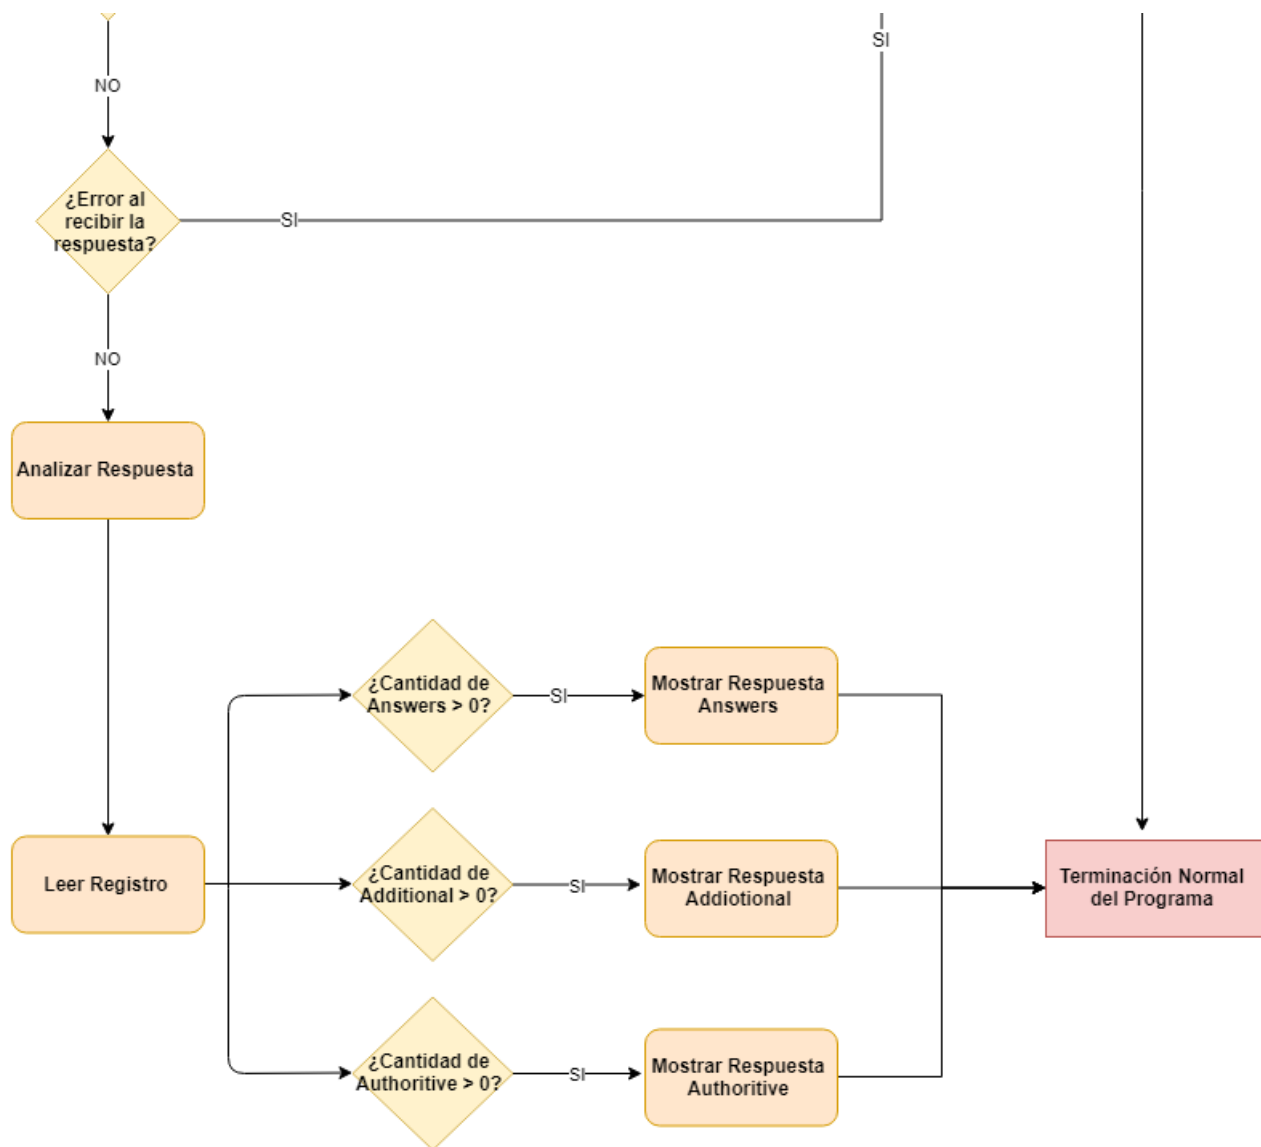 SI
NO
¿Error al
recibir la
respuesta?
SI
NO
Analizar Respuesta
¿Cantidad de
Answers > 0?
SI
Mostrar Respuesta
Answers
Leer Registro
¿Cantidad de
Additional > 0?
SI
Mostrar Respuesta
Addiotional
Terminación Normal
del Programa
¿Cantidad de
Authoritive > 0?
SI
Mostrar Respuesta
Authoritive